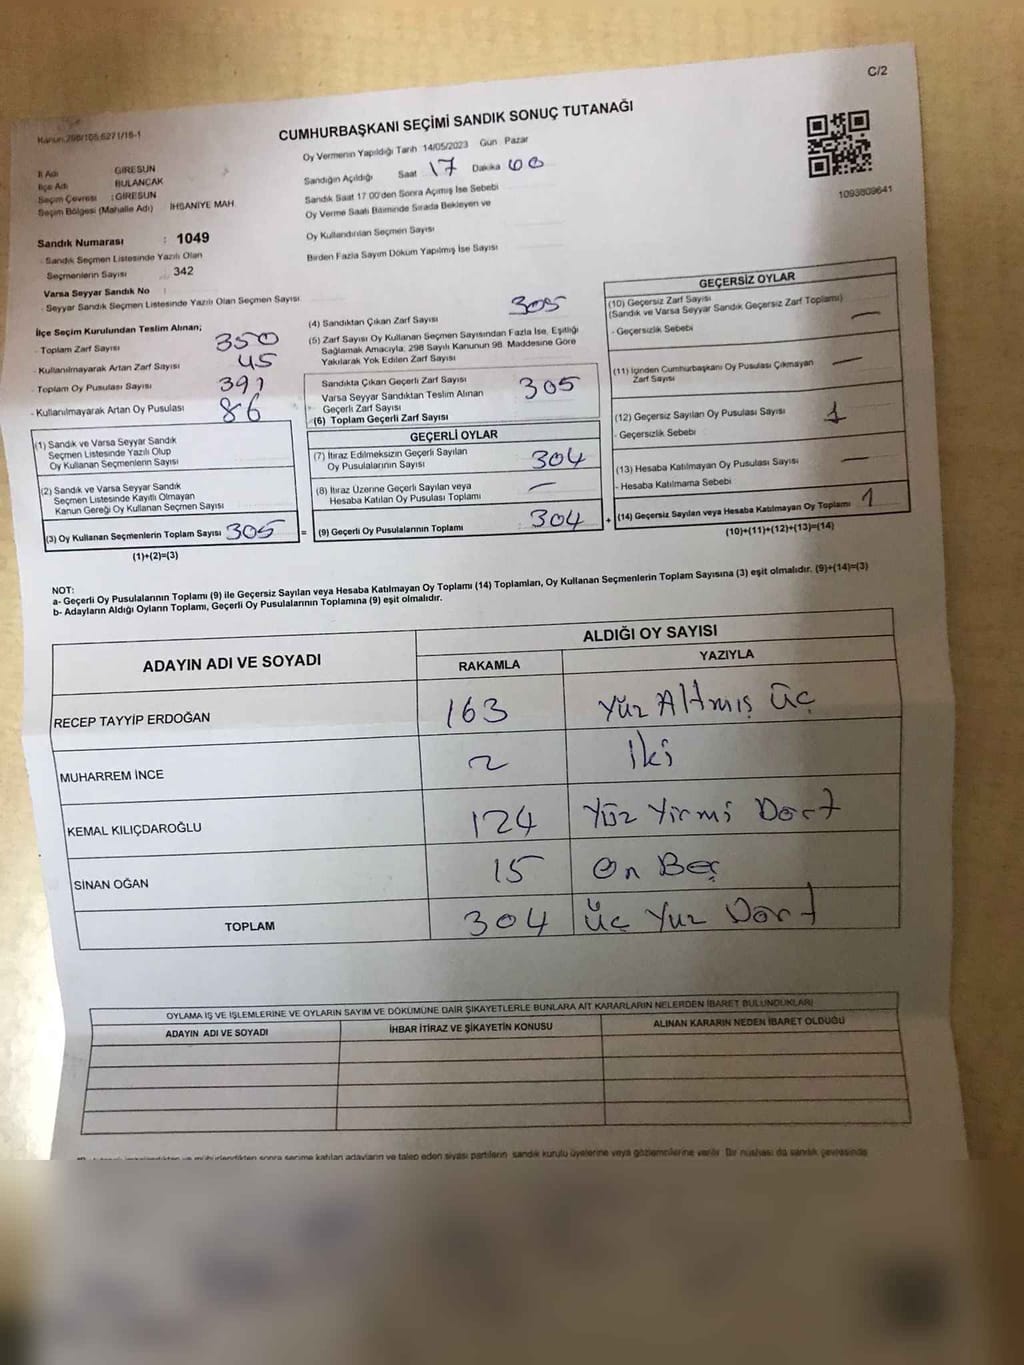 C/2
Kanun:298/105,6271/18-1
CUMHURBAŞKANI SEÇİMİ SANDIK SONUÇ TUTANAĞI
İl Adı GİRESUN
İlçe Adı BULANCAK
Seçim Çevresi : GİRESUN
Seçim Bölgesi (Mahalle Adı) İHSANİYE MAH.
Sandık Numarası : 1049
- Sandık Seçmen Listesinde Yazılı Olan
Seçmenlerin Sayısı : 342
Varsa Seyyar Sandık No :
- Seyyar Sandık Seçmen Listesinde Yazılı Olan Seçmen Sayısı
Oy Vermenin Yapıldığı Tarih 14/05/2023 Gün Pazar
Sandığın Açıldığı Saat 17 Dakika 00
Sandık Saat 17:00'den Sonra Açımış İse Sebebi
Oy Verme Saati Bitiminde Sırada Bekleyen ve
Oy Kullandırılan Seçmen Sayısı
Birden Fazla Sayım Döküm Yapılmış İse Sayısı
1093809641
İlçe Seçim Kurulundan Teslim Alınan;
- Toplam Zarf Sayısı 350
- Kullanılmayarak Artan Zarf Sayısı 45
- Toplam Oy Pusulası Sayısı 391
- Kullanılmayarak Artan Oy Pusulası 86
(1) Sandık ve Varsa Seyyar Sandık
Seçmen Listesinde Yazılı Olup
Oy Kullanan Seçmenlerin Sayısı
(2) Sandık ve Varsa Seyyar Sandık
Seçmen Listesinde Kayıtlı Olmayan
Kanun Gereği Oy Kullanan Seçmen Sayısı
(3) Oy Kullanan Seçmenlerin Toplam Sayısı 305 =
(1)+(2)=(3)
(4) Sandıktan Çıkan Zarf Sayısı 305
(5) Zarf Sayısı Oy Kullanan Seçmen Sayısından Fazla İse, Eşitliği
Sağlamak Amacıyla, 298 Sayılı Kanunun 98. Maddesine Göre
Yakılarak Yok Edilen Zarf Sayısı
Sandıkta Çıkan Geçerli Zarf Sayısı
Varsa Seyyar Sandıktan Teslim Alınan 305
Geçerli Zarf Sayısı
(6) Toplam Geçerli Zarf Sayısı
GEÇERLİ OYLAR
(7) İtiraz Edilmeksizin Geçerli Sayılan
Oy Pusulalarının Sayısı 304
(8) İtiraz Üzerine Geçerli Sayılan veya
Hesaba Katılan Oy Pusulası Toplamı —
(9) Geçerli Oy Pusulalarının Toplamı 304 +
GEÇERSİZ OYLAR
(10) Geçersiz Zarf Sayısı
(Sandık ve Varsa Seyyar Sandık Geçersiz Zarf Toplamı) —
- Geçersizlik Sebebi
(11) İçinden Cumhurbaşkanı Oy Pusulası Çıkmayan
Zarf Sayısı —
(12) Geçersiz Sayılan Oy Pusulası Sayısı 1
- Geçersizlik Sebebi
(13) Hesaba Katılmayan Oy Pusulası Sayısı —
- Hesaba Katılmama Sebebi
(14) Geçersiz Sayılan veya Hesaba Katılmayan Oy Toplamı 1
(10)+(11)+(12)+(13)=(14)
NOT:
a- Geçerli Oy Pusulalarının Toplamı (9) ile Geçersiz Sayılan veya Hesaba Katılmayan Oy Toplamı (14) Toplamları, Oy Kullanan Seçmenlerin Toplam Sayısına (3) eşit olmalıdır. (9)+(14)=(3)
b- Adayların Aldığı Oyların Toplamı, Geçerli Oy Pusulalarının Toplamına (9) eşit olmalıdır.
ADAYIN ADI VE SOYADI
ALDIĞI OY SAYISI
RAKAMLA YAZIYLA
RECEP TAYYİP ERDOĞAN 163 Yüz Altmış Üç
MUHARREM İNCE 2 İki
KEMAL KILIÇDAROĞLU 124 Yüz Yirmi Dört
SİNAN OĞAN 15 On Beş
TOPLAM 304 Üç Yuz Dört
OYLAMA İŞ VE İŞLEMLERİNE VE OYLARIN SAYIM VE DÖKÜMÜNE DAİR ŞİKAYETLERLE BUNLARA AİT KARARLARIN NELERDEN İBARET BULUNDUKLARI
ADAYIN ADI VE SOYADI İHBAR İTİRAZ VE ŞİKAYETİN KONUSU ALINAN KARARIN NEDEN İBARET OLDUĞU
mühürlendikten sonra seçime katılan adayların ve talep eden siyasi partilerin sandık kurulu üyelerine veya gözlemcilerine verilir. Bir nüshası da sandık çevresinde